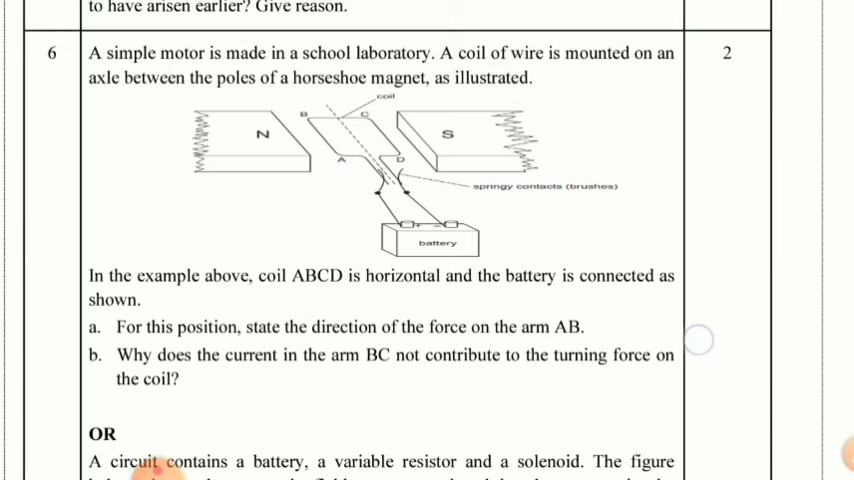 to have arisen earlier? Give reason.
6 A simple motor is made in a school laboratory. A coil of wire is mounted on an 2
axle between the poles of a horseshoe magnet, as illustrated.
coil
B C
N S
A D
springy contacts (brushes)
+ −
battery
In the example above, coil ABCD is horizontal and the battery is connected as
shown.
a. For this position, state the direction of the force on the arm AB.
b. Why does the current in the arm BC not contribute to the turning force on
the coil?
OR
A circuit contains a battery, a variable resistor and a solenoid. The figure